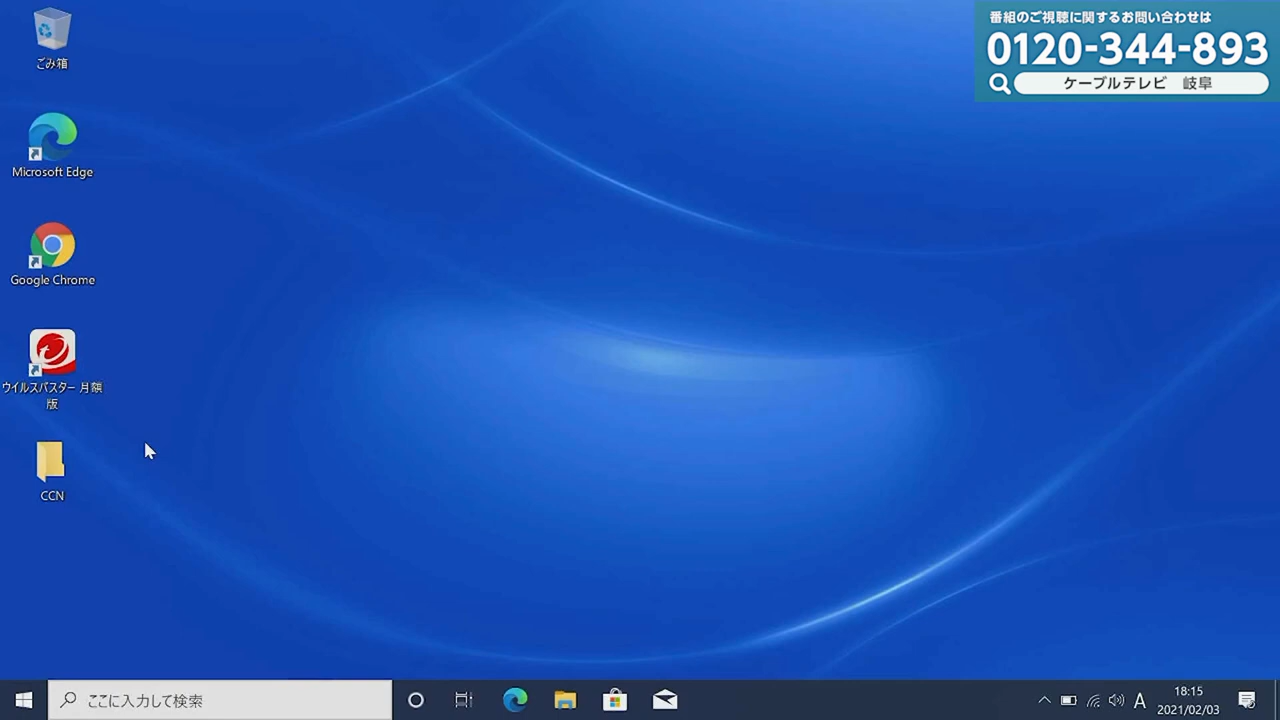 番組のご視聴に関するお問い合わせは
0120-344-893
ケーブルテレビ 岐阜
ごみ箱
Microsoft Edge
Google Chrome
ウイルスバスター 月額
版
CCN
ここに入力して検索
A
18:15
2021/02/03